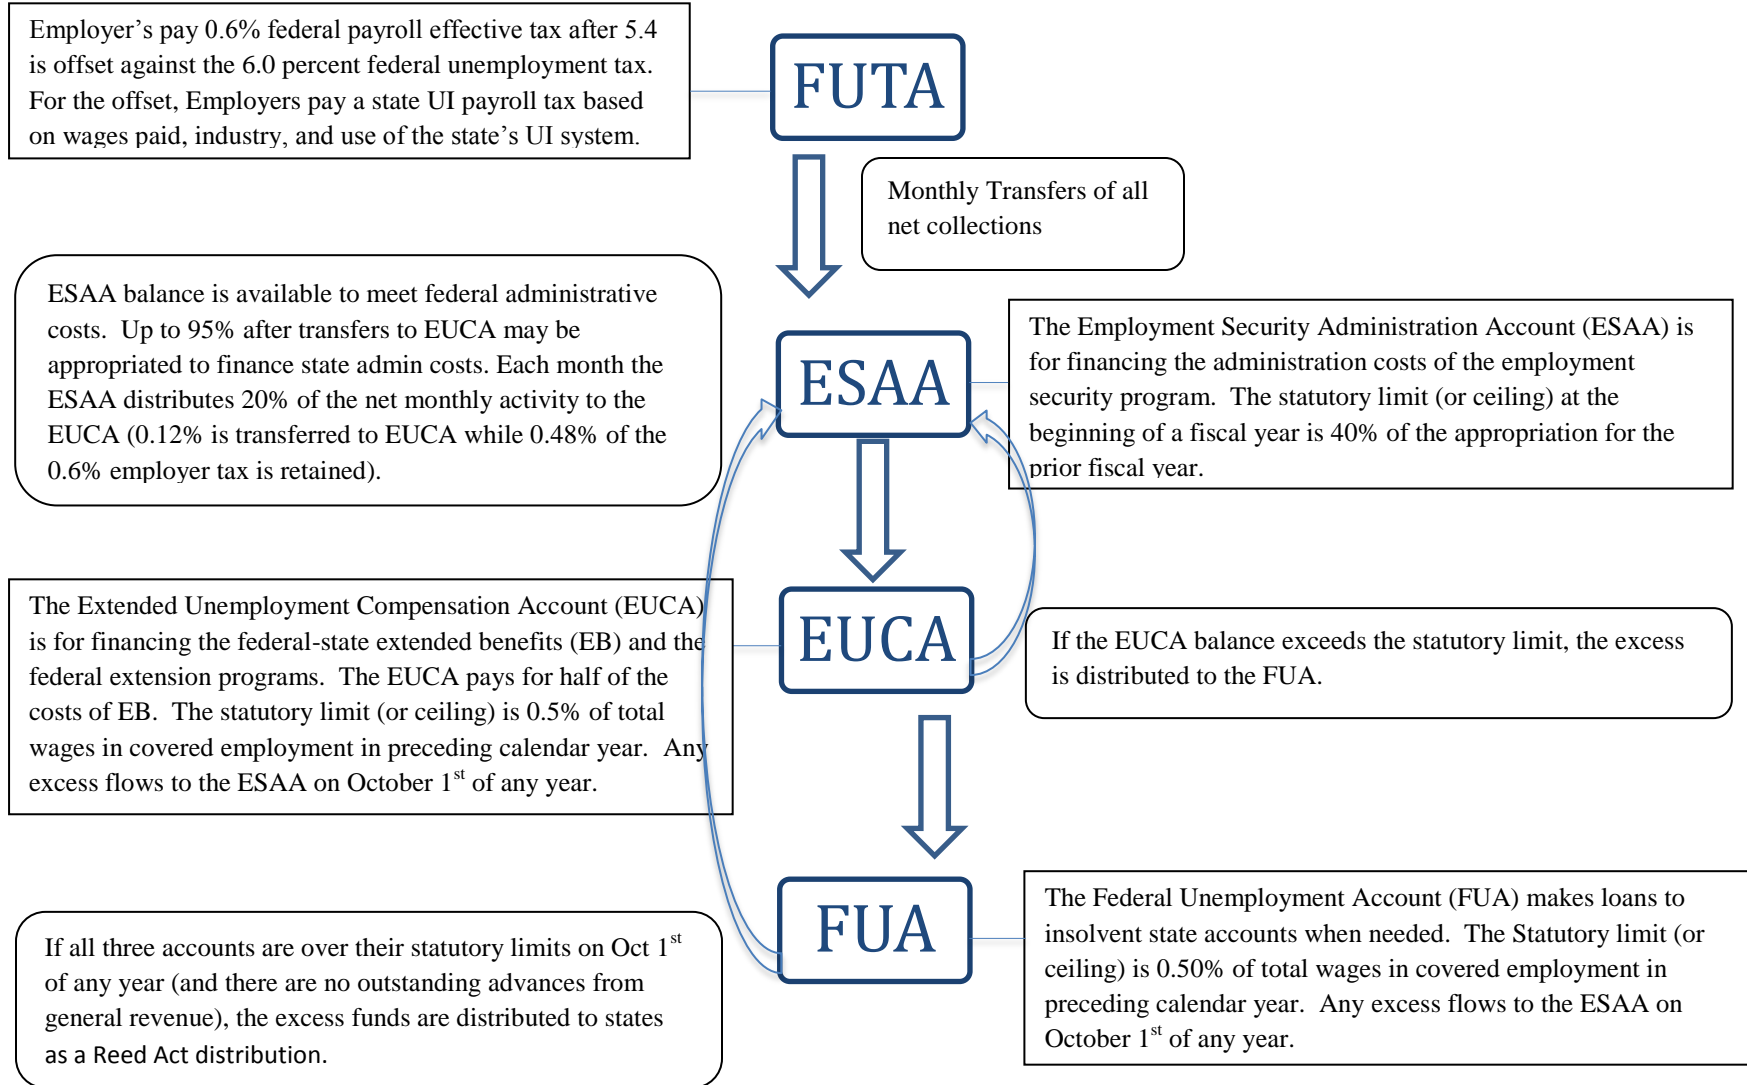 Employer’s pay 0.6% federal payroll effective tax after 5.4
is offset against the 6.0 percent federal unemployment tax.
For the offset, Employers pay a state UI payroll tax based
on wages paid, industry, and use of the state’s UI system.
FUTA
Monthly Transfers of all
net collections
ESAA balance is available to meet federal administrative
costs. Up to 95% after transfers to EUCA may be
appropriated to finance state admin costs. Each month the
ESAA distributes 20% of the net monthly activity to the
EUCA (0.12% is transferred to EUCA while 0.48% of the
0.6% employer tax is retained).
ESAA
The Employment Security Administration Account (ESAA) is
for financing the administration costs of the employment
security program. The statutory limit (or ceiling) at the
beginning of a fiscal year is 40% of the appropriation for the
prior fiscal year.
The Extended Unemployment Compensation Account (EUCA)
is for financing the federal-state extended benefits (EB) and the
federal extension programs. The EUCA pays for half of the
costs of EB. The statutory limit (or ceiling) is 0.5% of total
wages in covered employment in preceding calendar year. Any
excess flows to the ESAA on October 1st of any year.
EUCA
If the EUCA balance exceeds the statutory limit, the excess
is distributed to the FUA.
If all three accounts are over their statutory limits on Oct 1st
of any year (and there are no outstanding advances from
general revenue), the excess funds are distributed to states
as a Reed Act distribution.
FUA
The Federal Unemployment Account (FUA) makes loans to
insolvent state accounts when needed. The Statutory limit (or
ceiling) is 0.50% of total wages in covered employment in
preceding calendar year. Any excess flows to the ESAA on
October 1st of any year.